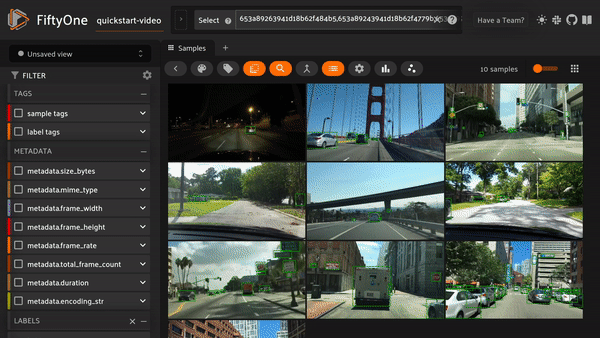 FiftyOne
quickstart-video
Select
653a89263941d18b62f484b5,653a89243941d18b62f4779b
Have a Team?
Unsaved view
Samples
FILTER
10 samples
TAGS
sample tags
label tags
METADATA
metadata.size_bytes
metadata.mime_type
metadata.frame_width
metadata.frame_height
metadata.frame_rate
metadata.total_frame_count
metadata.duration
metadata.encoding_str
LABELS